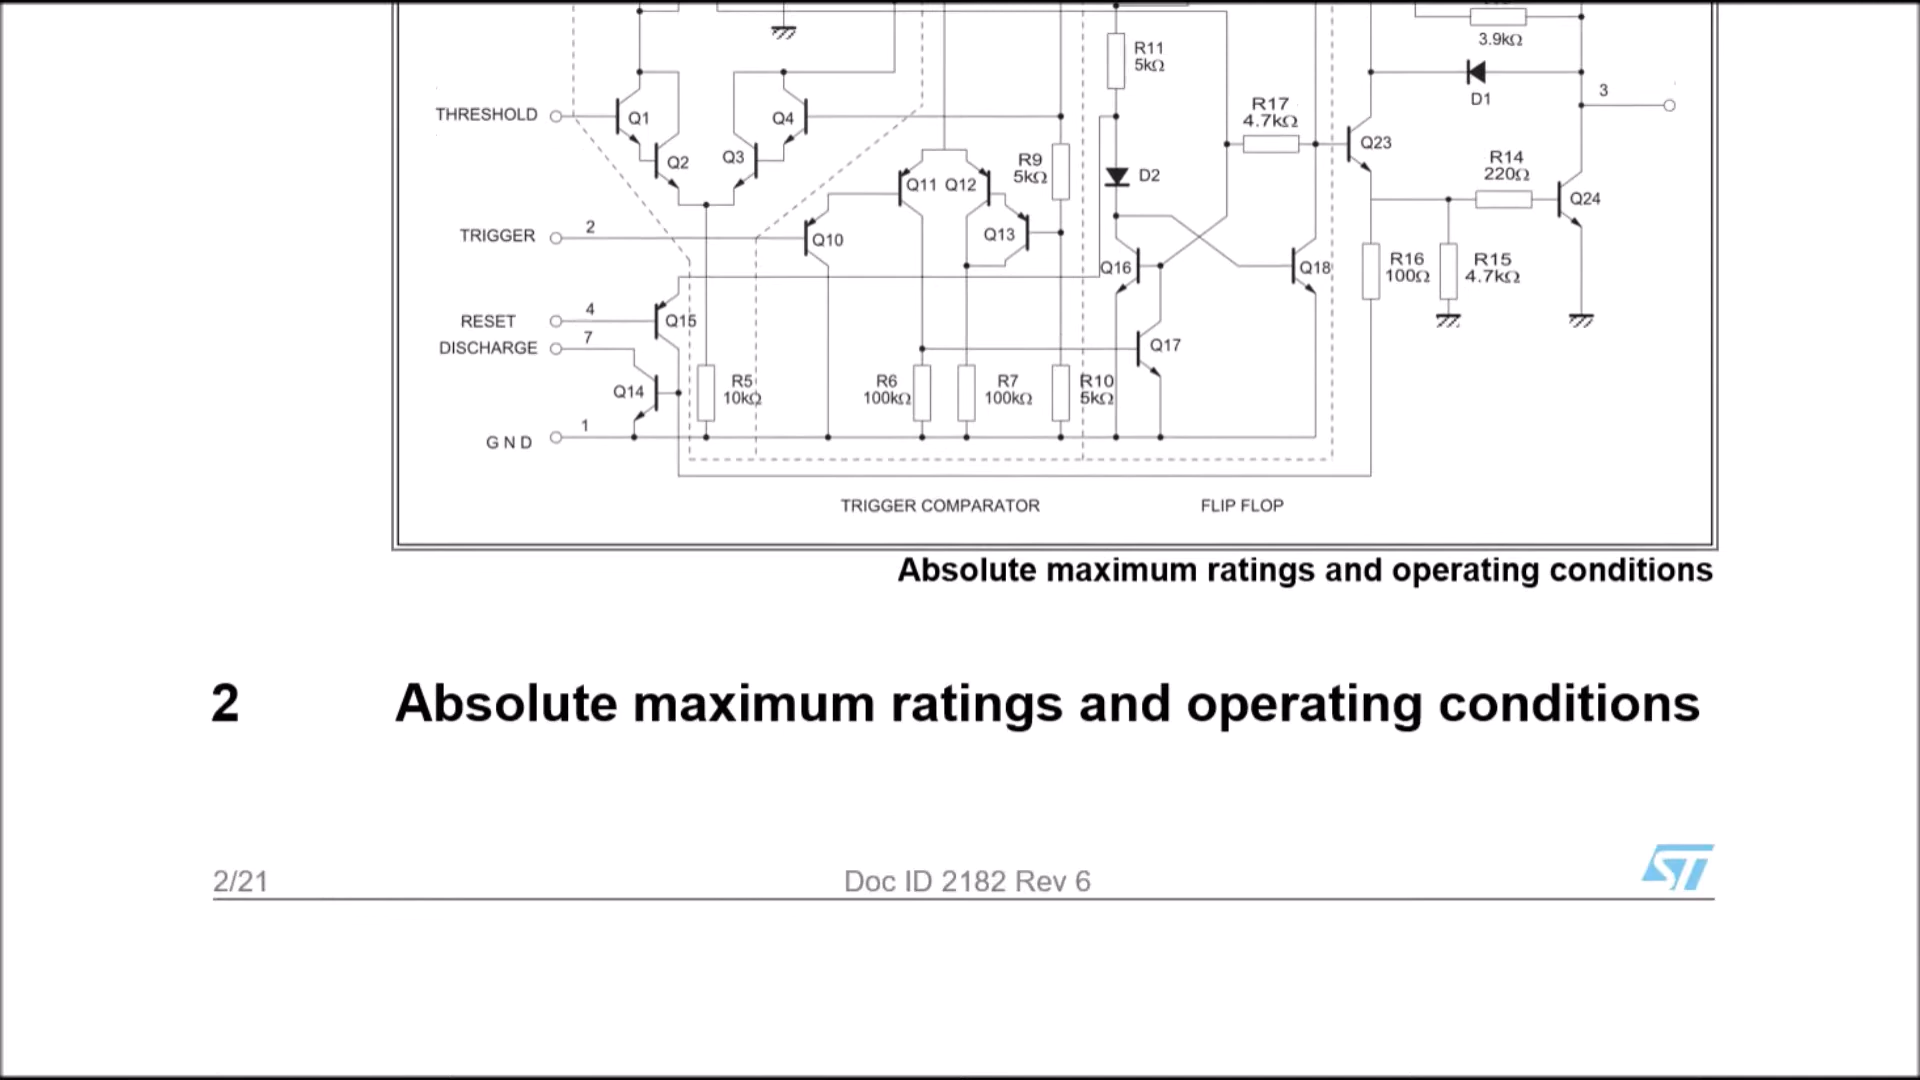 3.9kΩ
R11
5kΩ
D1
3
THRESHOLD
Q1
Q4
R17
4.7kΩ
Q23
Q2
Q3
R9
5kΩ
D2
R14
220Ω
Q11
Q12
Q24
TRIGGER
2
Q10
Q13
Q16
Q18
R16
100Ω
R15
4.7kΩ
RESET
4
Q15
DISCHARGE
7
Q17
Q14
R5
10kΩ
R6
100kΩ
R7
100kΩ
R10
5kΩ
GND
1
TRIGGER COMPARATOR
FLIP FLOP
Absolute maximum ratings and operating conditions
2 Absolute maximum ratings and operating conditions
2/21
Doc ID 2182 Rev 6
ST